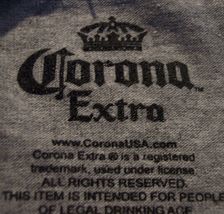 Corona
Extra
www.CoronaUSA.com
Corona Extra ® is a registered
trademark, used under license
ALL RIGHTS RESERVED.
THIS ITEM IS INTENDED FOR PEOPLE
OF LEGAL DRINKING AGE